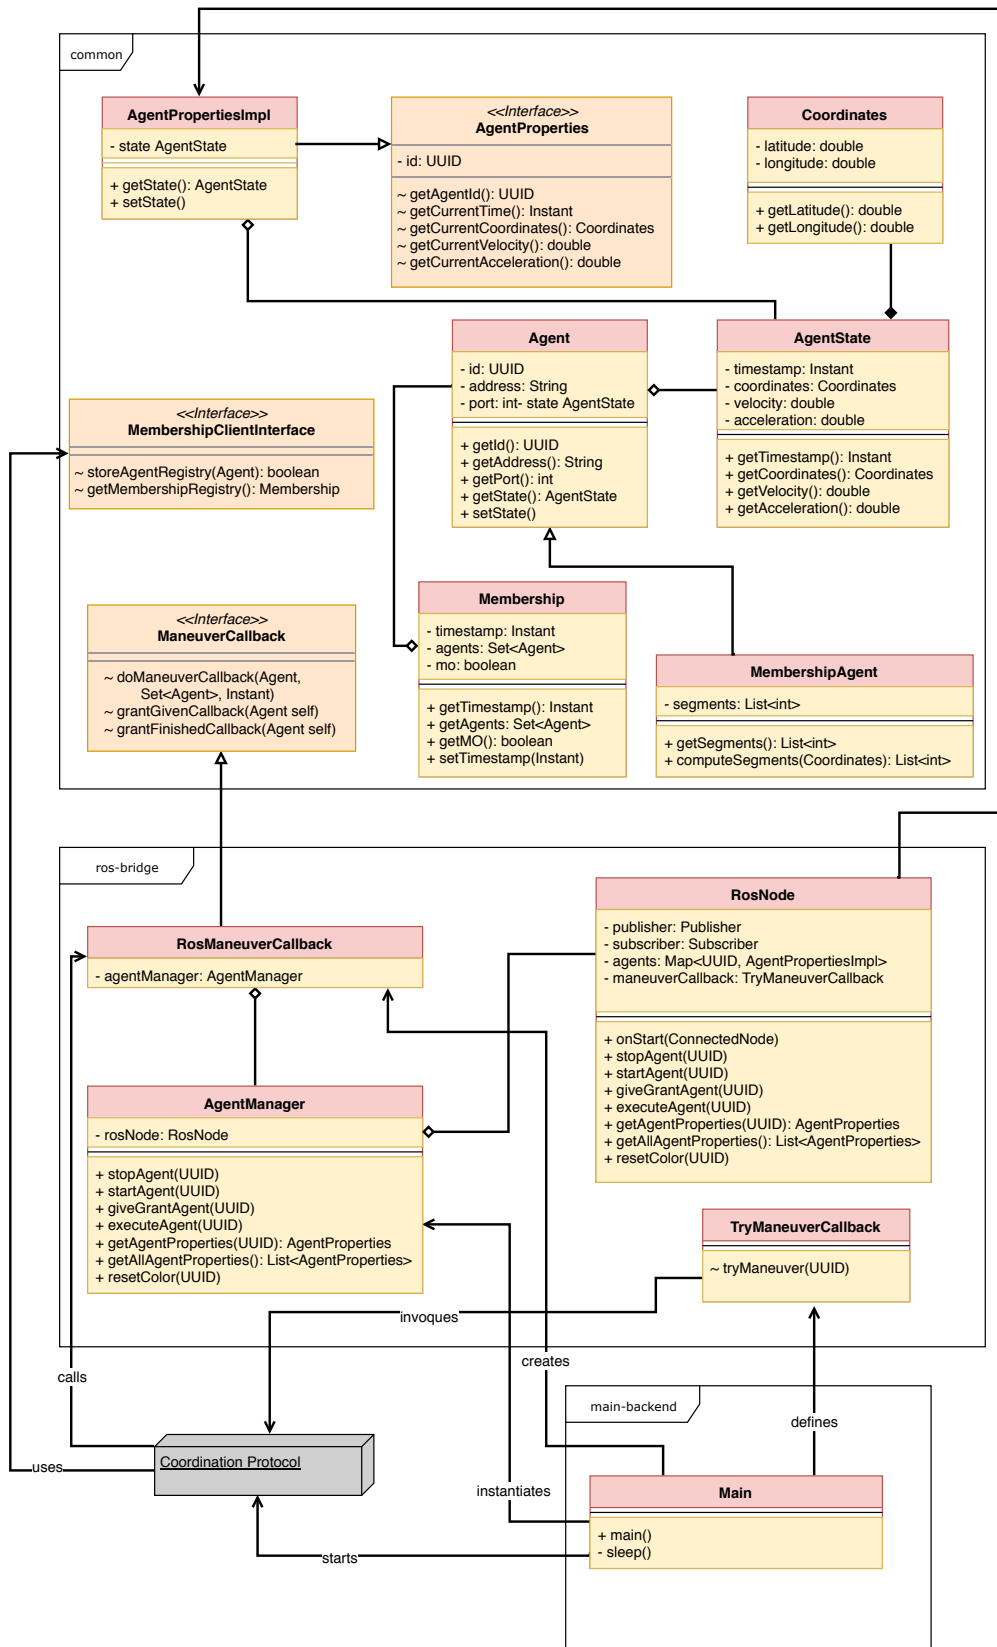 common
AgentPropertiesImpl
- state AgentState
+ getState(): AgentState
+ setState()
<<Interface>>
AgentProperties
- id: UUID
~ getAgentId(): UUID
~ getCurrentTime(): Instant
~ getCurrentCoordinates(): Coordinates
~ getCurrentVelocity(): double
~ getCurrentAcceleration(): double
Coordinates
- latitude: double
- longitude: double
+ getLatitude(): double
+ getLongitude(): double
Agent
- id: UUID
- address: String
- port: int- state AgentState
+ getId(): UUID
+ getAddress(): String
+ getPort(): int
+ getState(): AgentState
+ setState()
AgentState
- timestamp: Instant
- coordinates: Coordinates
- velocity: double
- acceleration: double
+ getTimestamp(): Instant
+ getCoordinates(): Coordinates
+ getVelocity(): double
+ getAcceleration(): double
<<Interface>>
MembershipClientInterface
~ storeAgentRegistry(Agent): boolean
~ getMembershipRegistry(): Membership
<<Interface>>
ManeuverCallback
~ doManeuverCallback(Agent,
Set<Agent>, Instant)
~ grantGivenCallback(Agent self)
~ grantFinishedCallback(Agent self)
Membership
- timestamp: Instant
- agents: Set<Agent>
- mo: boolean
+ getTimestamp(): Instant
+ getAgents: Set<Agent>
+ getMO(): boolean
+ setTimestamp(Instant)
MembershipAgent
- segments: List<int>
+ getSegments(): List<int>
+ computeSegments(Coordinates): List<int>
ros-bridge
RosManeuverCallback
- agentManager: AgentManager
RosNode
- publisher: Publisher
- subscriber: Subscriber
- agents: Map<UUID, AgentPropertiesImpl>
- maneuverCallback: TryManeuverCallback
+ onStart(ConnectedNode)
+ stopAgent(UUID)
+ startAgent(UUID)
+ giveGrantAgent(UUID)
+ executeAgent(UUID)
+ getAgentProperties(UUID): AgentProperties
+ getAllAgentProperties(): List<AgentProperties>
+ resetColor(UUID)
AgentManager
- rosNode: RosNode
+ stopAgent(UUID)
+ startAgent(UUID)
+ giveGrantAgent(UUID)
+ executeAgent(UUID)
+ getAgentProperties(UUID): AgentProperties
+ getAllAgentProperties(): List<AgentProperties>
+ resetColor(UUID)
TryManeuverCallback
~ tryManeuver(UUID)
invoques
creates
calls
main-backend
defines
Coordination Protocol
uses
instantiates
Main
+ main()
- sleep()
starts